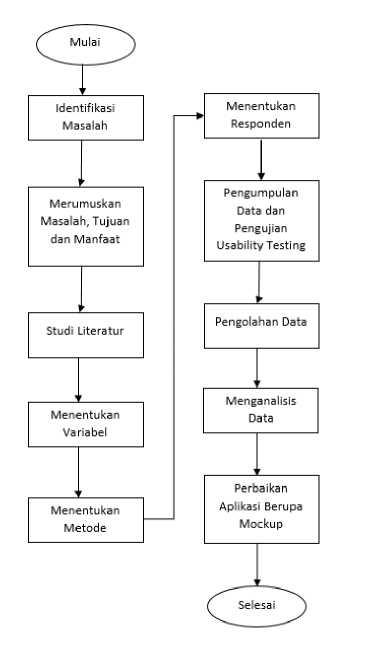 Mulai
Identifikasi
Masalah
Merumuskan
Masalah, Tujuan
dan Manfaat
Studi Literatur
Menentukan
Variabel
Menentukan
Metode
Menentukan
Responden
Pengumpulan
Data dan
Pengujian
Usability Testing
Pengolahan Data
Menganalisis
Data
Perbaikan
Aplikasi Berupa
Mockup
Selesai